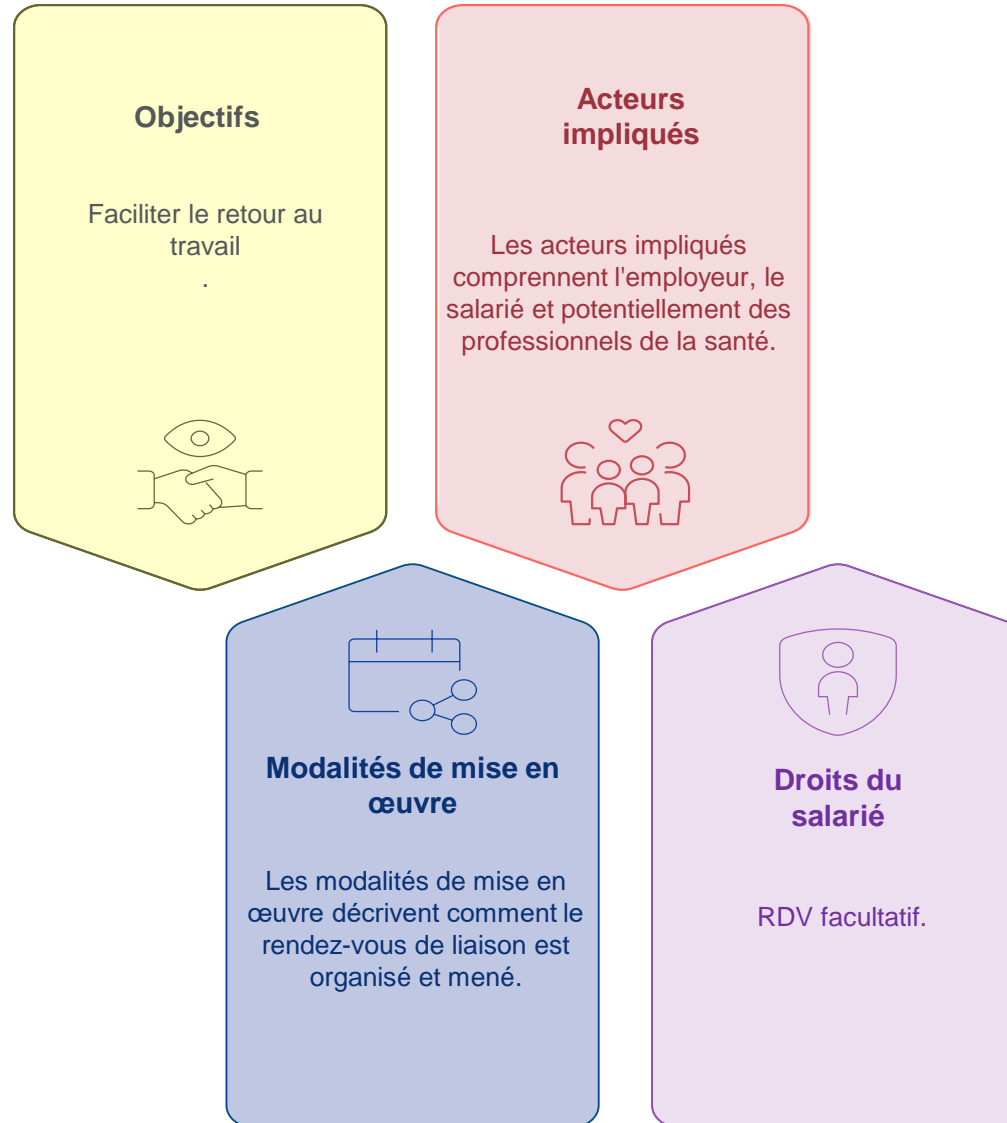 Objectifs
Faciliter le retour au
travail
.
Acteurs
impliqués
Les acteurs impliqués
comprennent l'employeur, le
salarié et potentiellement des
professionnels de la santé.
Modalités de mise en
œuvre
Les modalités de mise en
œuvre décrivent comment le
rendez-vous de liaison est
organisé et mené.
Droits du
salarié
RDV facultatif.